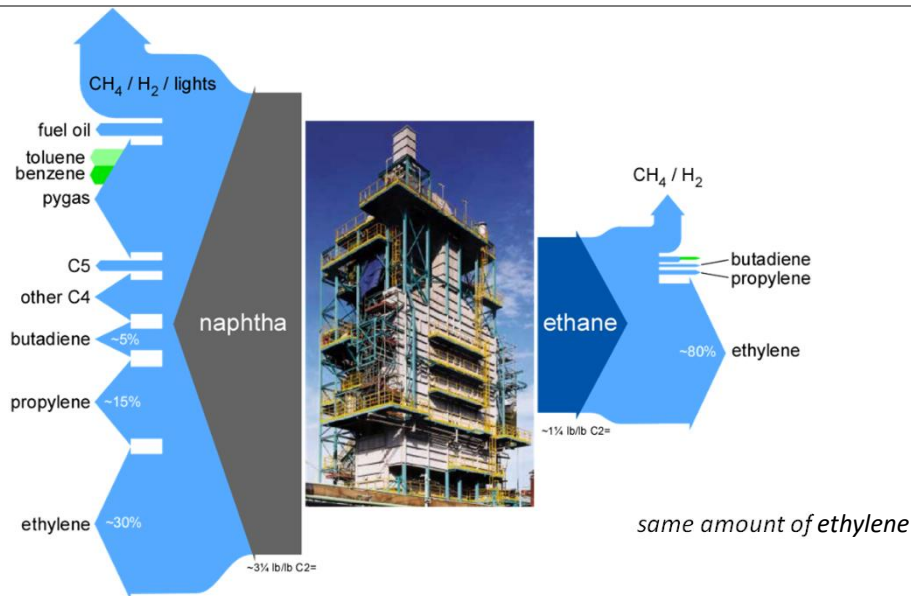 CH₄ / H₂ / lights
fuel oil
toluene
benzene
pygas
C5
other C4
butadiene
~5%
propylene
~15%
ethylene
~30%
naphtha
~3¼ lb/lb C2=
ethane
~1¼ lb/lb C2=
CH₄ / H₂
butadiene
propylene
~80%
ethylene
same amount of ethylene